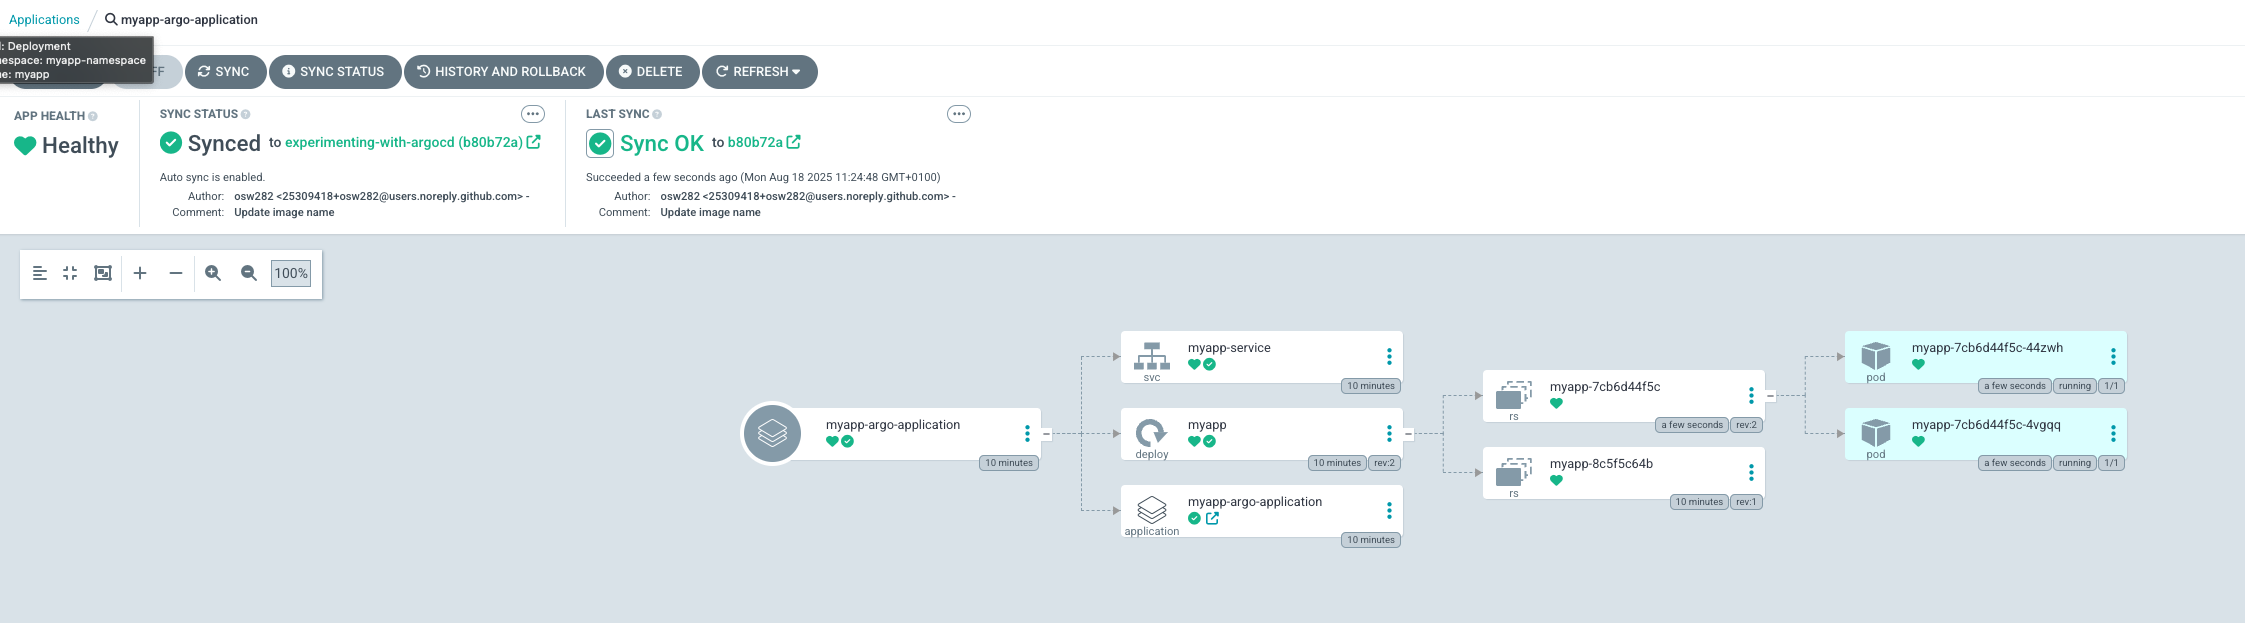 Applications / myapp-argo-application
: Deployment
espace: myapp-namespace
e: myapp
FF
SYNC
SYNC STATUS
HISTORY AND ROLLBACK
DELETE
REFRESH
APP HEALTH
Healthy
SYNC STATUS
Synced to experimenting-with-argocd (b80b72a)
Auto sync is enabled.
Author: osw282 <25309418+osw282@users.noreply.github.com> -
Comment: Update image name
LAST SYNC
Sync OK to b80b72a
Succeeded a few seconds ago (Mon Aug 18 2025 11:24:48 GMT+0100)
Author: osw282 <25309418+osw282@users.noreply.github.com> -
Comment: Update image name
100%
myapp-argo-application
10 minutes
myapp-service
svc
10 minutes
myapp
deploy
10 minutes rev:2
myapp-argo-application
application
10 minutes
myapp-7cb6d44f5c
rs
a few seconds rev:2
myapp-8c5f5c64b
rs
10 minutes rev:1
myapp-7cb6d44f5c-44zwh
pod
a few seconds running 1/1
myapp-7cb6d44f5c-4vgqq
pod
a few seconds running 1/1